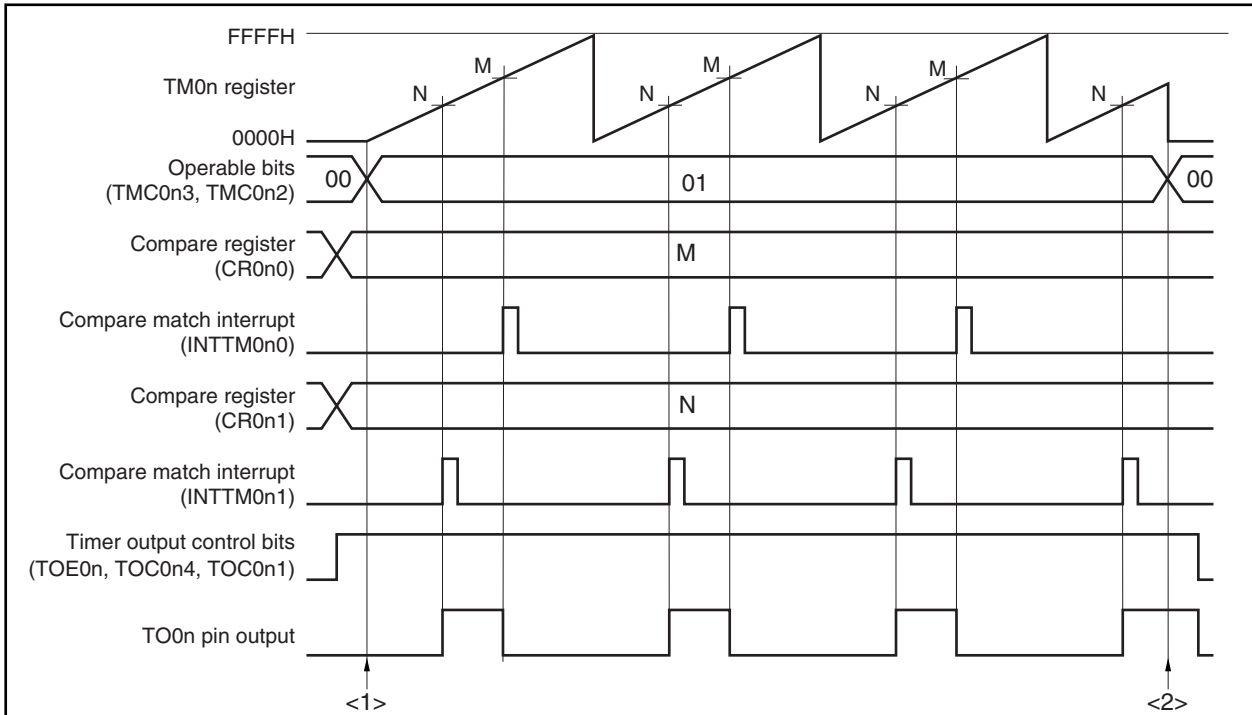 FFFFH
TM0n register
0000H
N M N M N M N
Operable bits
(TMC0n3, TMC0n2)
00 01 00
Compare register
(CR0n0)
M
Compare match interrupt
(INTTM0n0)
Compare register
(CR0n1)
N
Compare match interrupt
(INTTM0n1)
Timer output control bits
(TOE0n, TOC0n4, TOC0n1)
TO0n pin output
<1> <2>